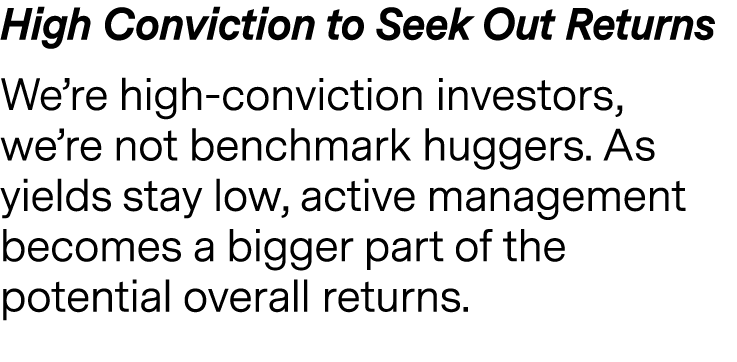 High Conviction to Seek Out Returns
We’re high-conviction investors,
we’re not benchmark huggers. As
yields stay low, active management
becomes a bigger part of the
potential overall returns.